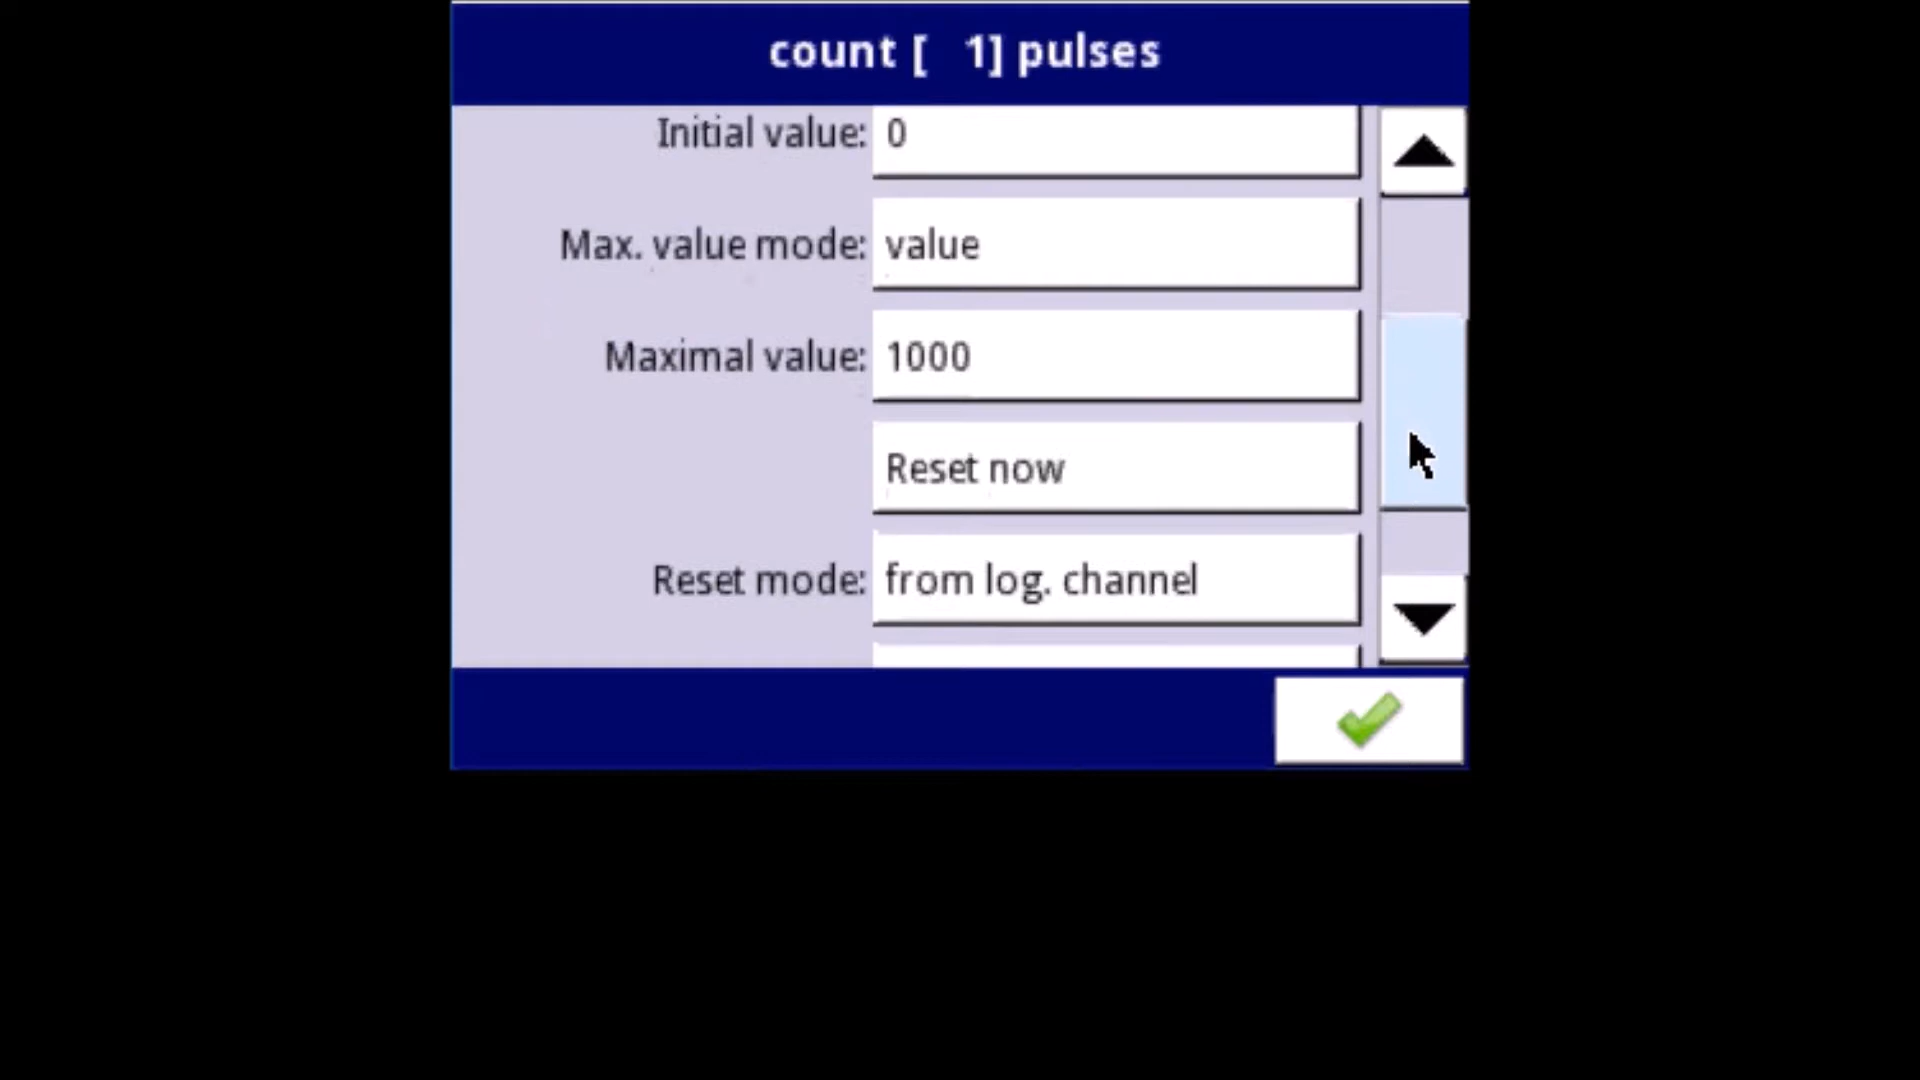 count [   1] pulses
Initial value: 0
Max. value mode: value
Maximal value: 1000
Reset now
Reset mode: from log. channel